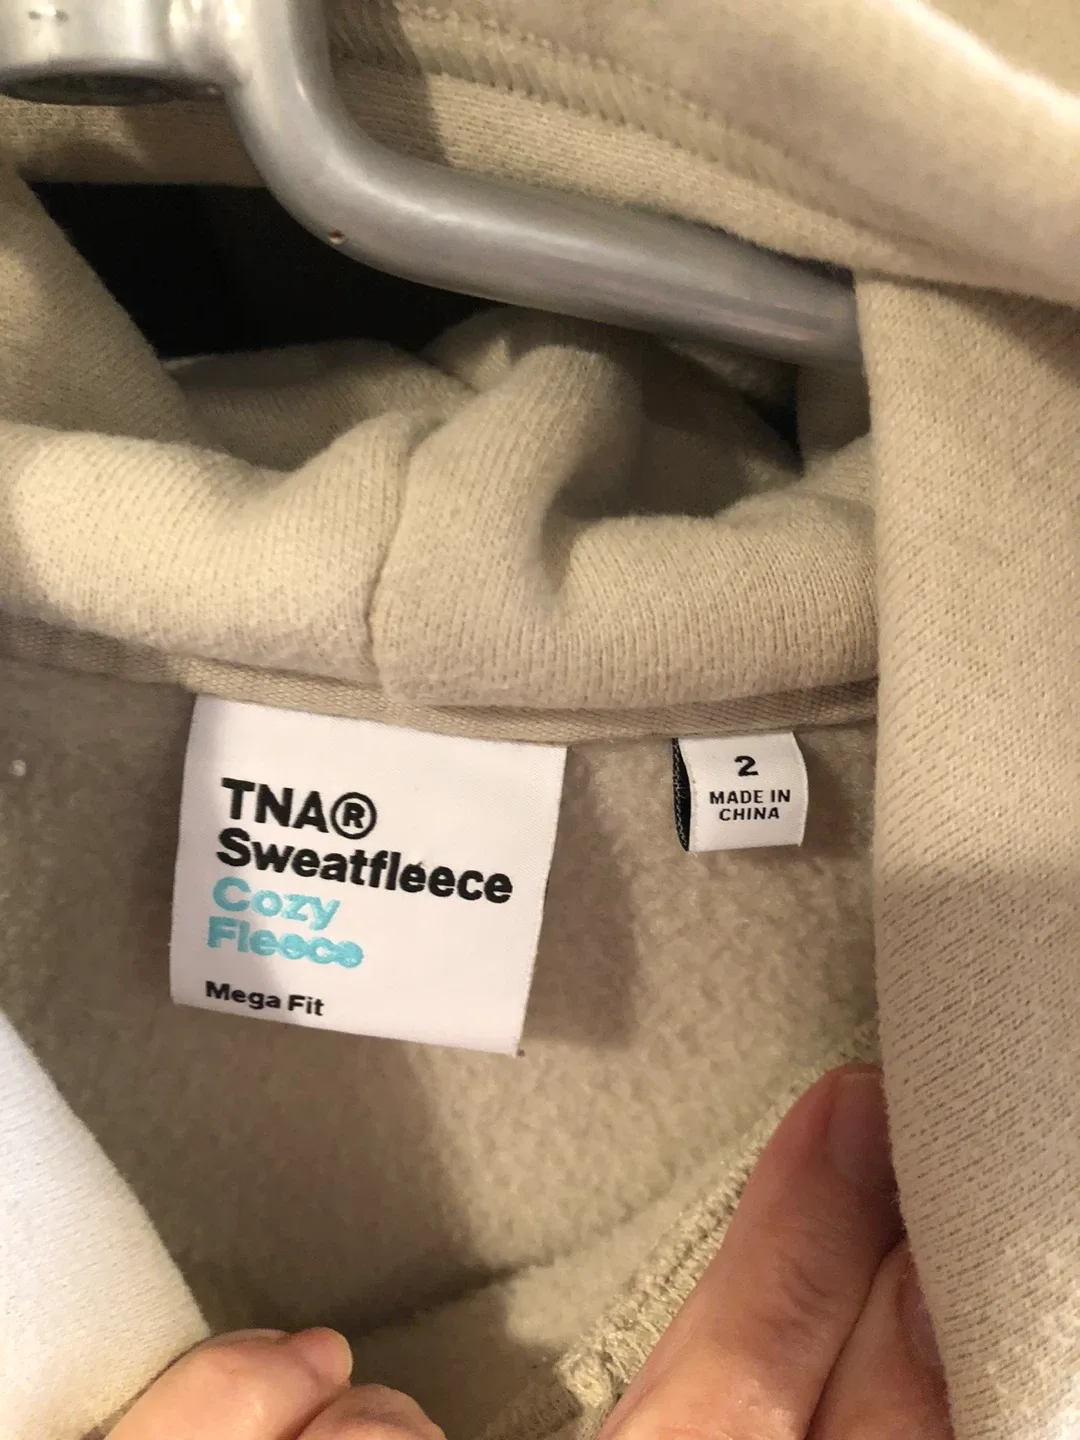 TNA®
Sweatfleece
Cozy
Fleece
Mega Fit
2
MADE IN
CHINA